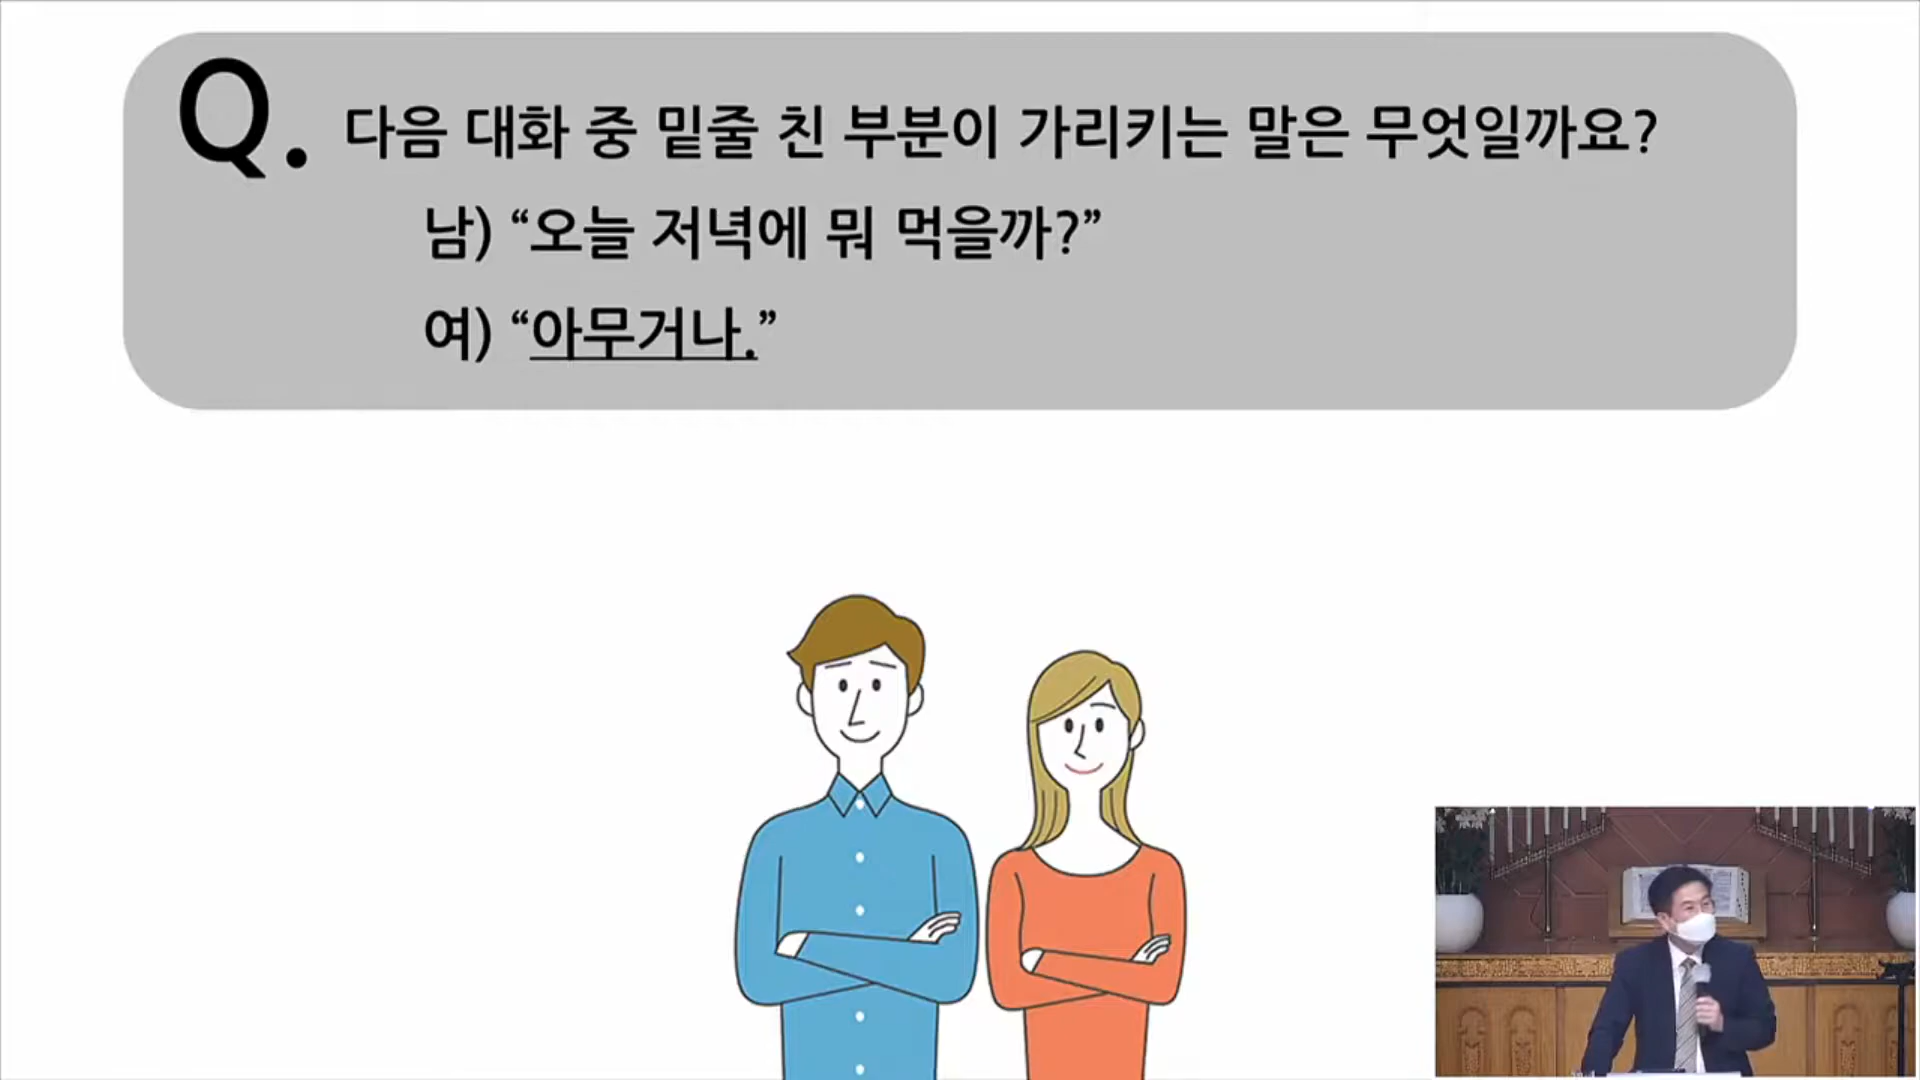 Q. 다음 대화 중 밑줄 친 부분이 가리키는 말은 무엇일까요?
남) “오늘 저녁에 뭐 먹을까?”
여) “아무거나.”